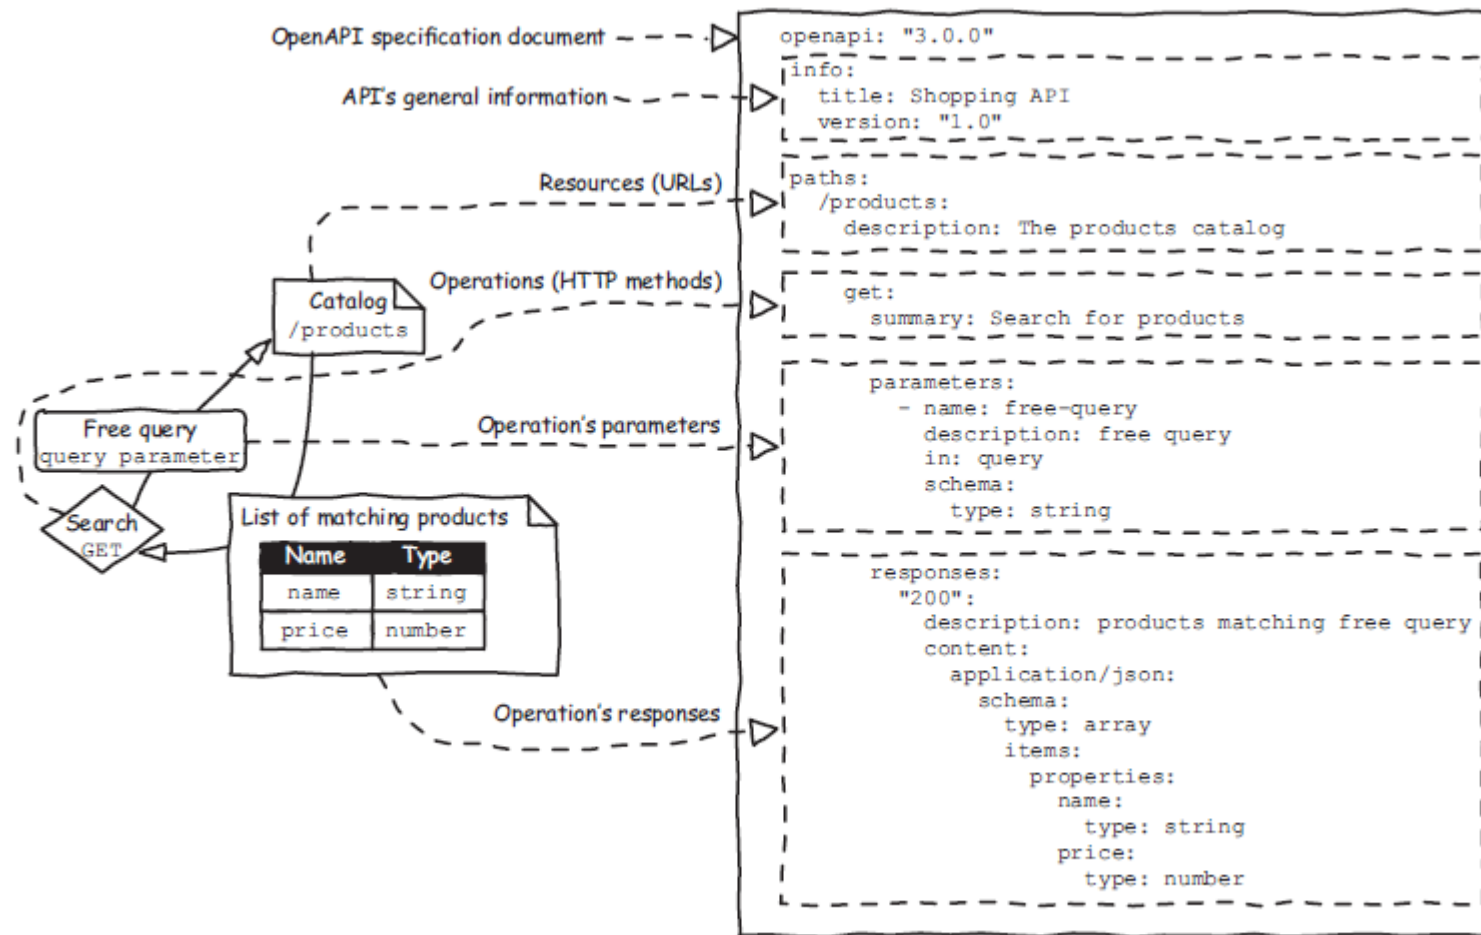 OpenAPI specification document
API's general information
Resources (URLs)
Operations (HTTP methods)
Catalog
/products
Free query
query parameter
Operation's parameters
Search
GET
List of matching products
Name Type
name string
price number
Operation's responses
openapi: "3.0.0"
info:
title: Shopping API
version: "1.0"
paths:
/products:
description: The products catalog
get:
summary: Search for products
parameters:
- name: free-query
description: free query
in: query
schema:
type: string
responses:
"200":
description: products matching free query
content:
application/json:
schema:
type: array
items:
properties:
name:
type: string
price:
type: number